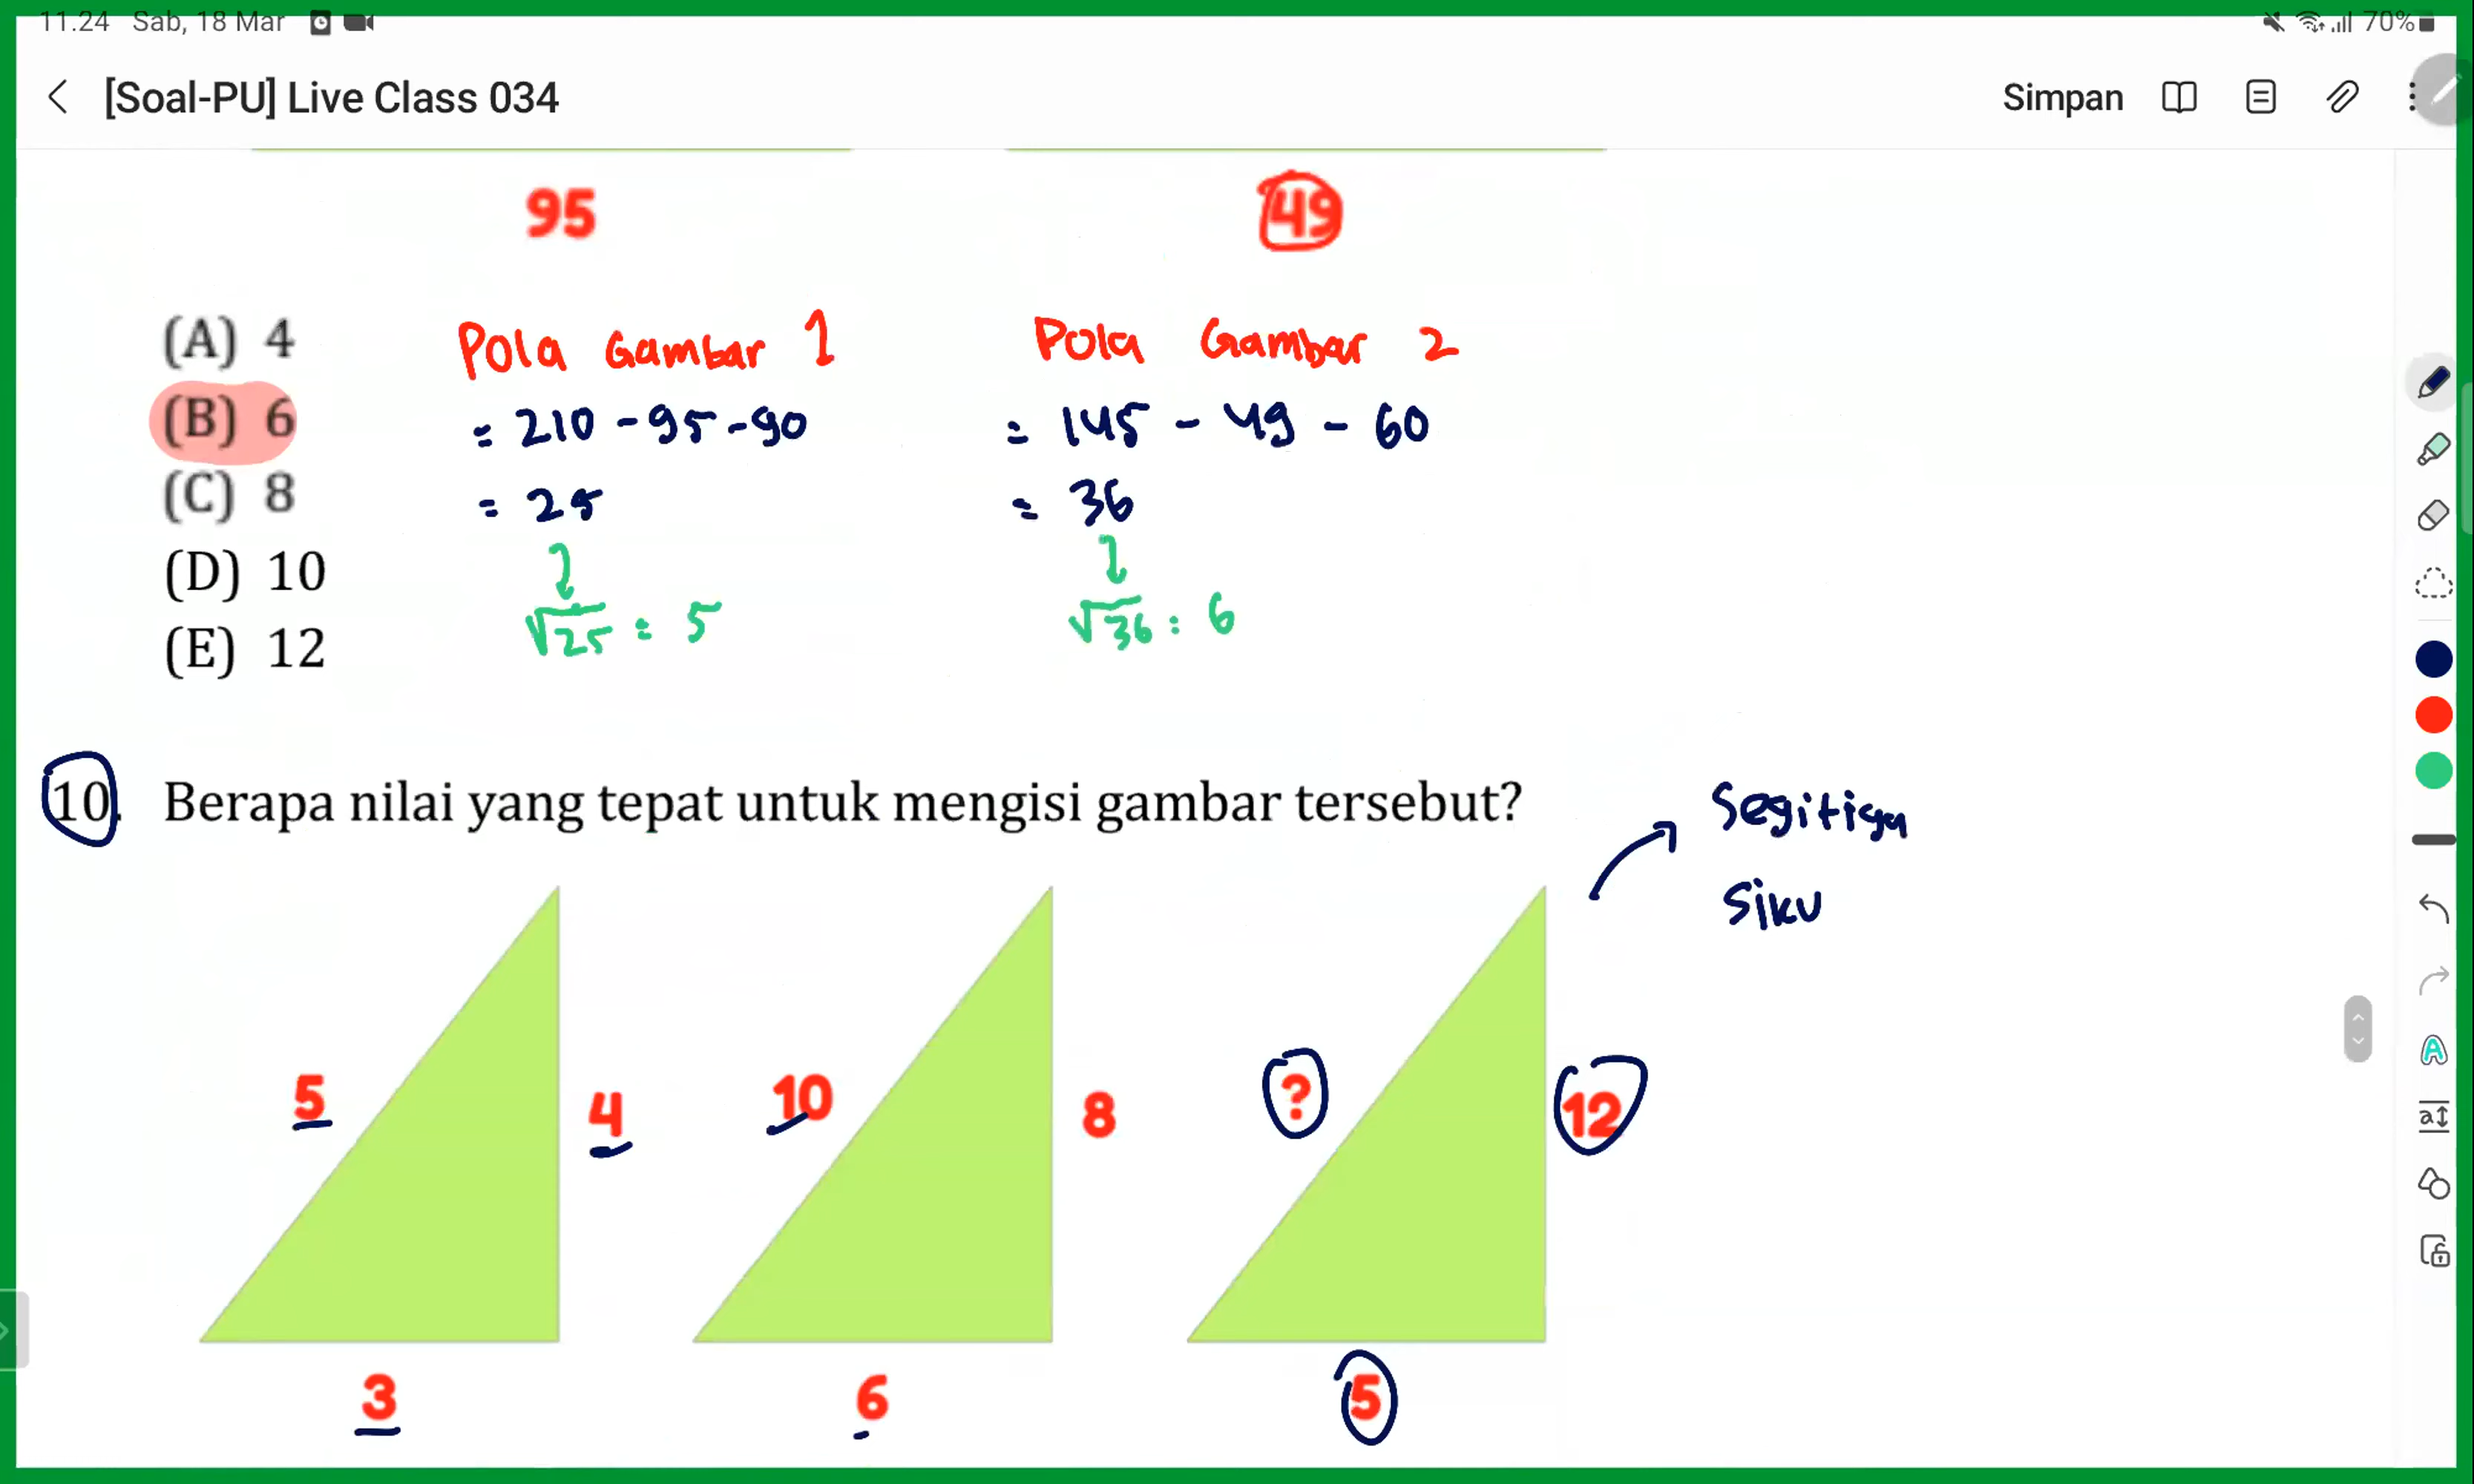 11.24 Sab, 18 Mar 70%
[Soal-PU] Live Class 034 Simpan
95 49
(A) 4
(B) 6
(C) 8
(D) 10
(E) 12
Pola Gambar 1
= 210 - 95 - 90
= 25
√25 = 5
Pola Gambar 2
= 145 - 49 - 60
= 36
√36 = 6
10. Berapa nilai yang tepat untuk mengisi gambar tersebut?
Segitiga
Siku
5 4 10 8 ? 12
3 6 5